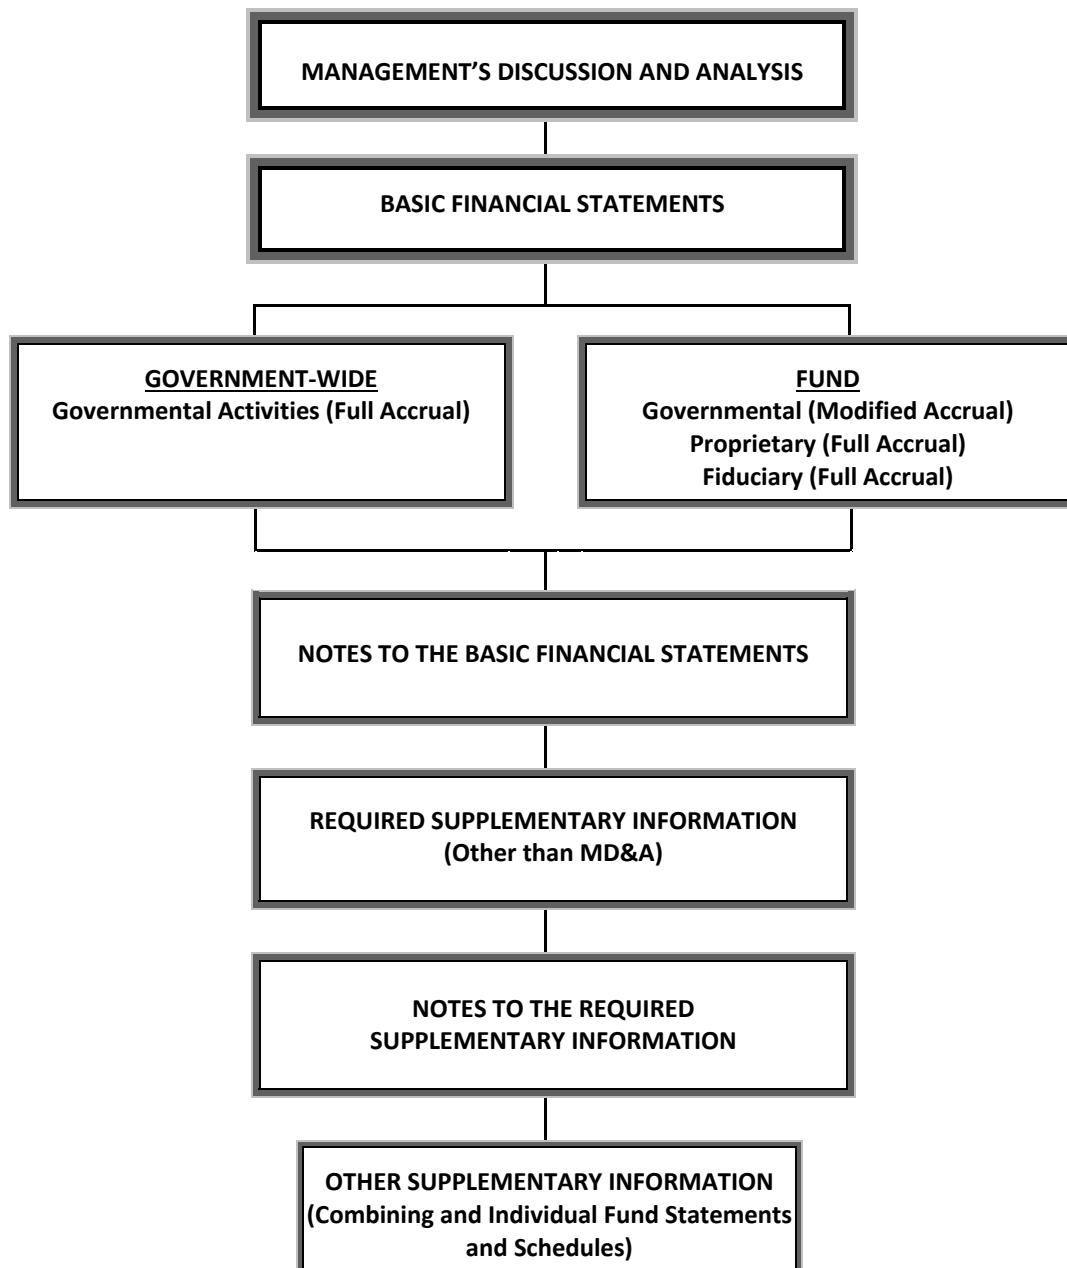 MANAGEMENT’S DISCUSSION AND ANALYSIS
BASIC FINANCIAL STATEMENTS
GOVERNMENT-WIDE
Governmental Activities (Full Accrual)
FUND
Governmental (Modified Accrual)
Proprietary (Full Accrual)
Fiduciary (Full Accrual)
NOTES TO THE BASIC FINANCIAL STATEMENTS
REQUIRED SUPPLEMENTARY INFORMATION
(Other than MD&A)
NOTES TO THE REQUIRED
SUPPLEMENTARY INFORMATION
OTHER SUPPLEMENTARY INFORMATION
(Combining and Individual Fund Statements
and Schedules)